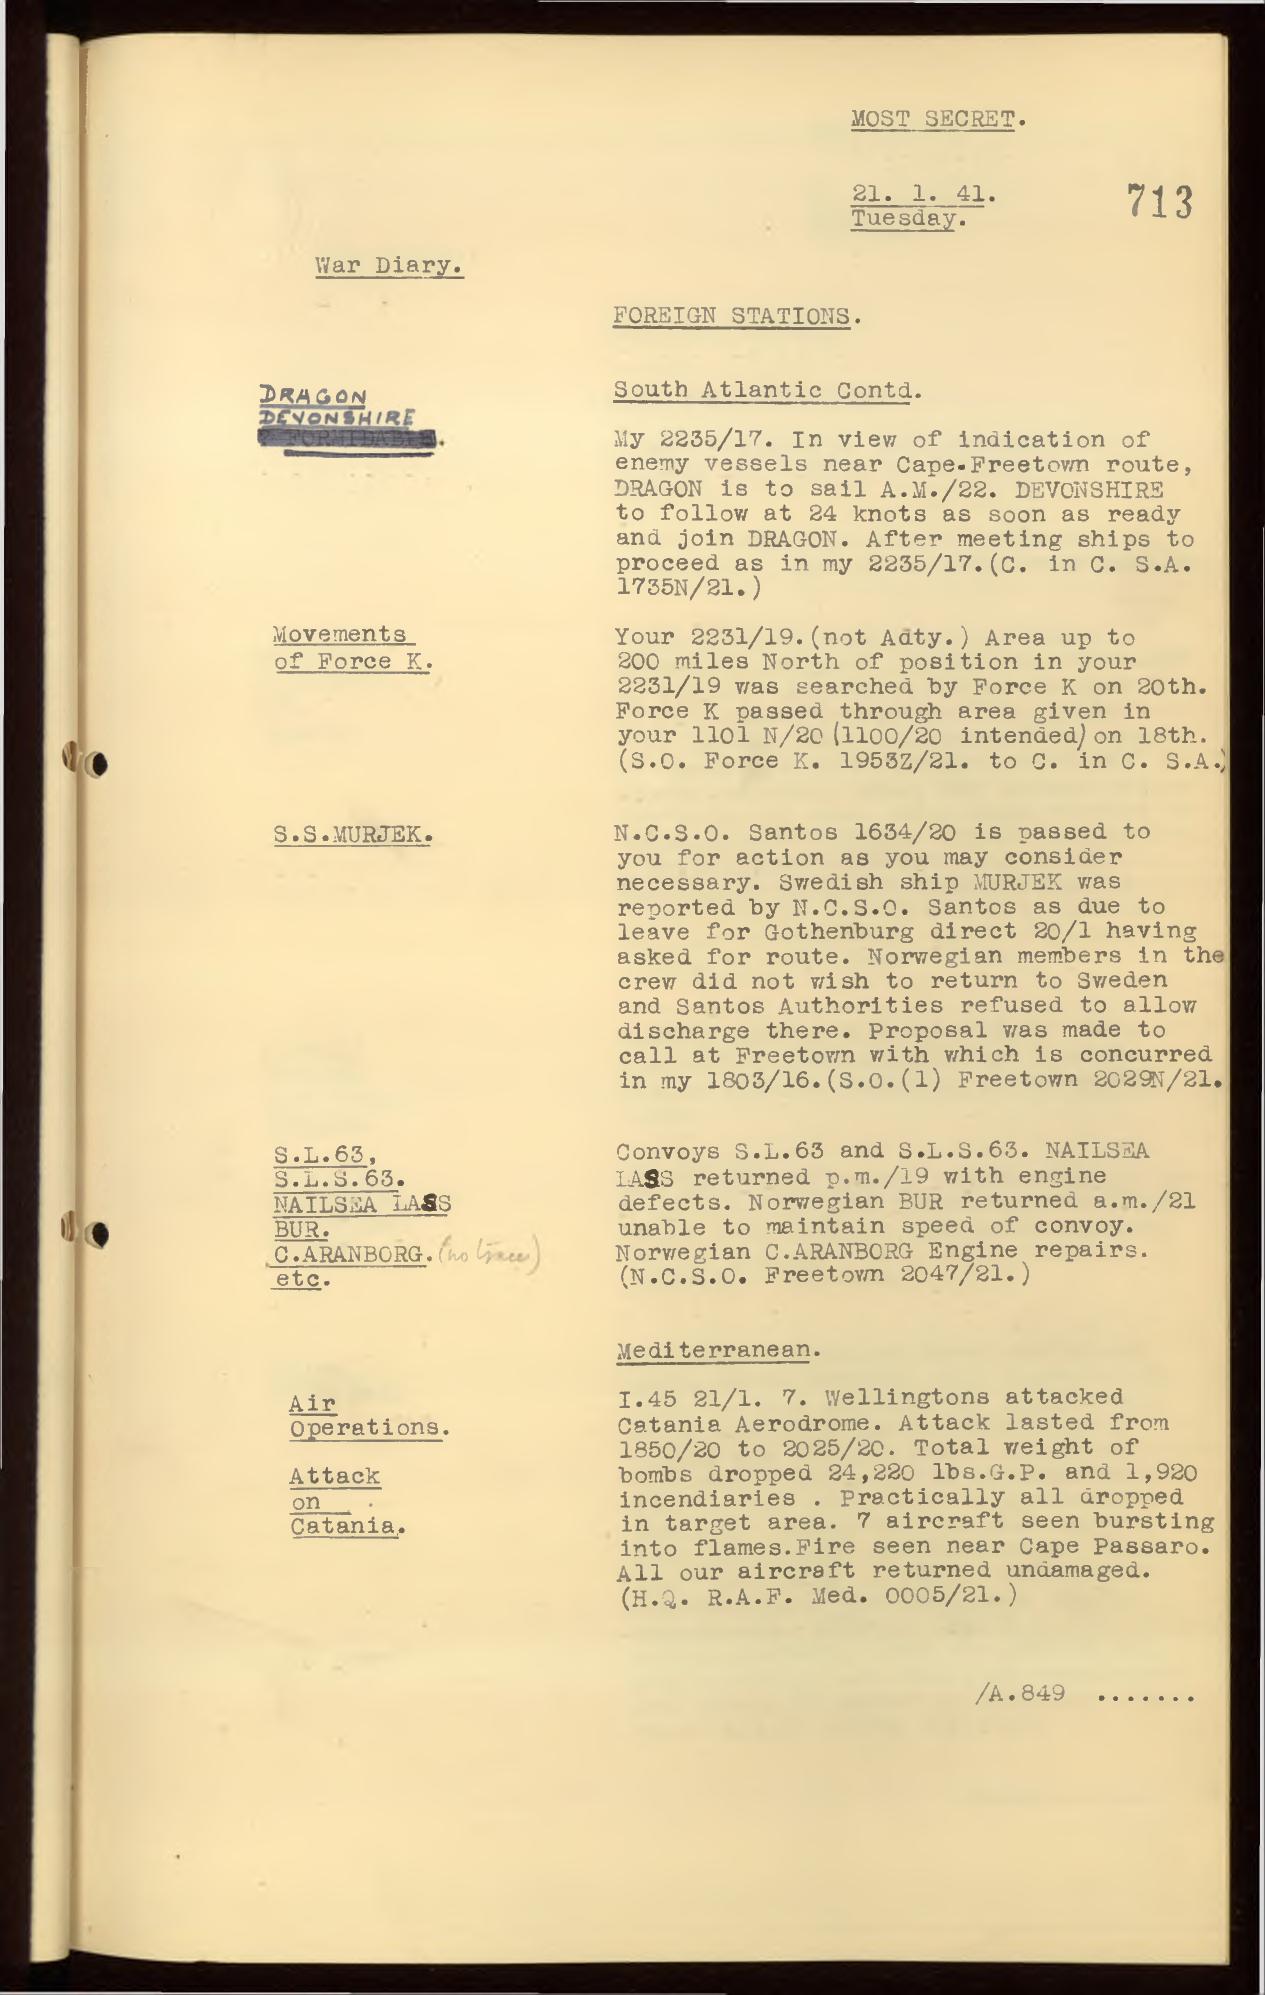 MOST SECRET.
21. 1. 41.
Tuesday.
713
War Diary.
FOREIGN STATIONS.
DRAGON
DEVONSHIRE
? FORMIDABLE.
South Atlantic Contd.
My 2235/17. In view of indication of
enemy vessels near Cape-Freetown route,
DRAGON is to sail A.M./22. DEVONSHIRE
to follow at 24 knots as soon as ready
and join DRAGON. After meeting ships to
proceed as in my 2235/17.(C. in C. S.A.
1735N/21.)
Movements
of Force K.
Your 2231/19.(not Adty.) Area up to
200 miles North of position in your
2231/19 was searched by Force K on 20th.
Force K passed through area given in
your 1101 N/20 (1100/20 intended) on 18th.
(S.O. Force K. 1953Z/21. to C. in C. S.A.)
S.S.MURJEK.
N.C.S.O. Santos 1634/20 is passed to
you for action as you may consider
necessary. Swedish ship MURJEK was
reported by N.C.S.O. Santos as due to
leave for Gothenburg direct 20/1 having
asked for route. Norwegian members in the
crew did not wish to return to Sweden
and Santos Authorities refused to allow
discharge there. Proposal was made to
call at Freetown with which is concurred
in my 1803/16.(S.O.(1) Freetown 2029N/21.
S.L.63,
S.L.S.63.
NAILSEA LASS
BUR.
C.ARANBORG. (no trace)
etc.
Convoys S.L.63 and S.L.S.63. NAILSEA
LASS returned p.m./19 with engine
defects. Norwegian BUR returned a.m./21
unable to maintain speed of convoy.
Norwegian C.ARANBORG Engine repairs.
(N.C.S.O. Freetown 2047/21.)
Mediterranean.
Air
Operations.
Attack
on
Catania.
I.45 21/1. 7. Wellingtons attacked
Catania Aerodrome. Attack lasted from
1850/20 to 2025/20. Total weight of
bombs dropped 24,220 lbs.G.P. and 1,920
incendiaries . Practically all dropped
in target area. 7 aircraft seen bursting
into flames.Fire seen near Cape Passaro.
All our aircraft returned undamaged.
(H.Q. R.A.F. Med. 0005/21.)
/A.849 .......